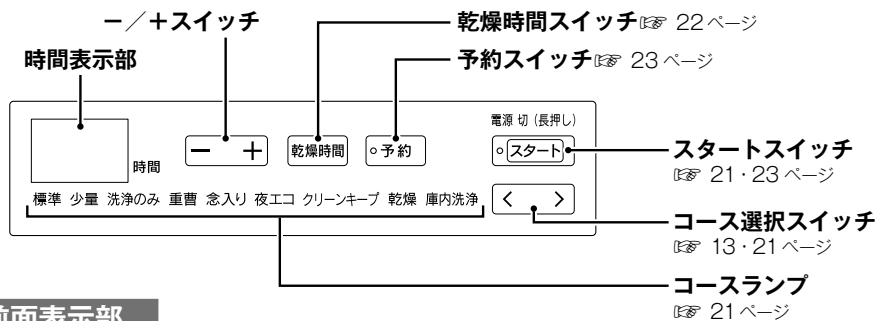 −／+スイッチ
乾燥時間スイッチ☞ 22 ページ
時間表示部
予約スイッチ☞ 23 ページ
電源 切 (長押し)
時間
− +
乾燥時間
予約
スタート
スタートスイッチ
☞ 21・23 ページ
標準 少量 洗浄のみ 重曹 念入り 夜エコ クリーンキープ 乾燥 庫内洗浄
< >
コース選択スイッチ
☞ 13・21 ページ
コースランプ
☞ 21 ページ
前面表示部